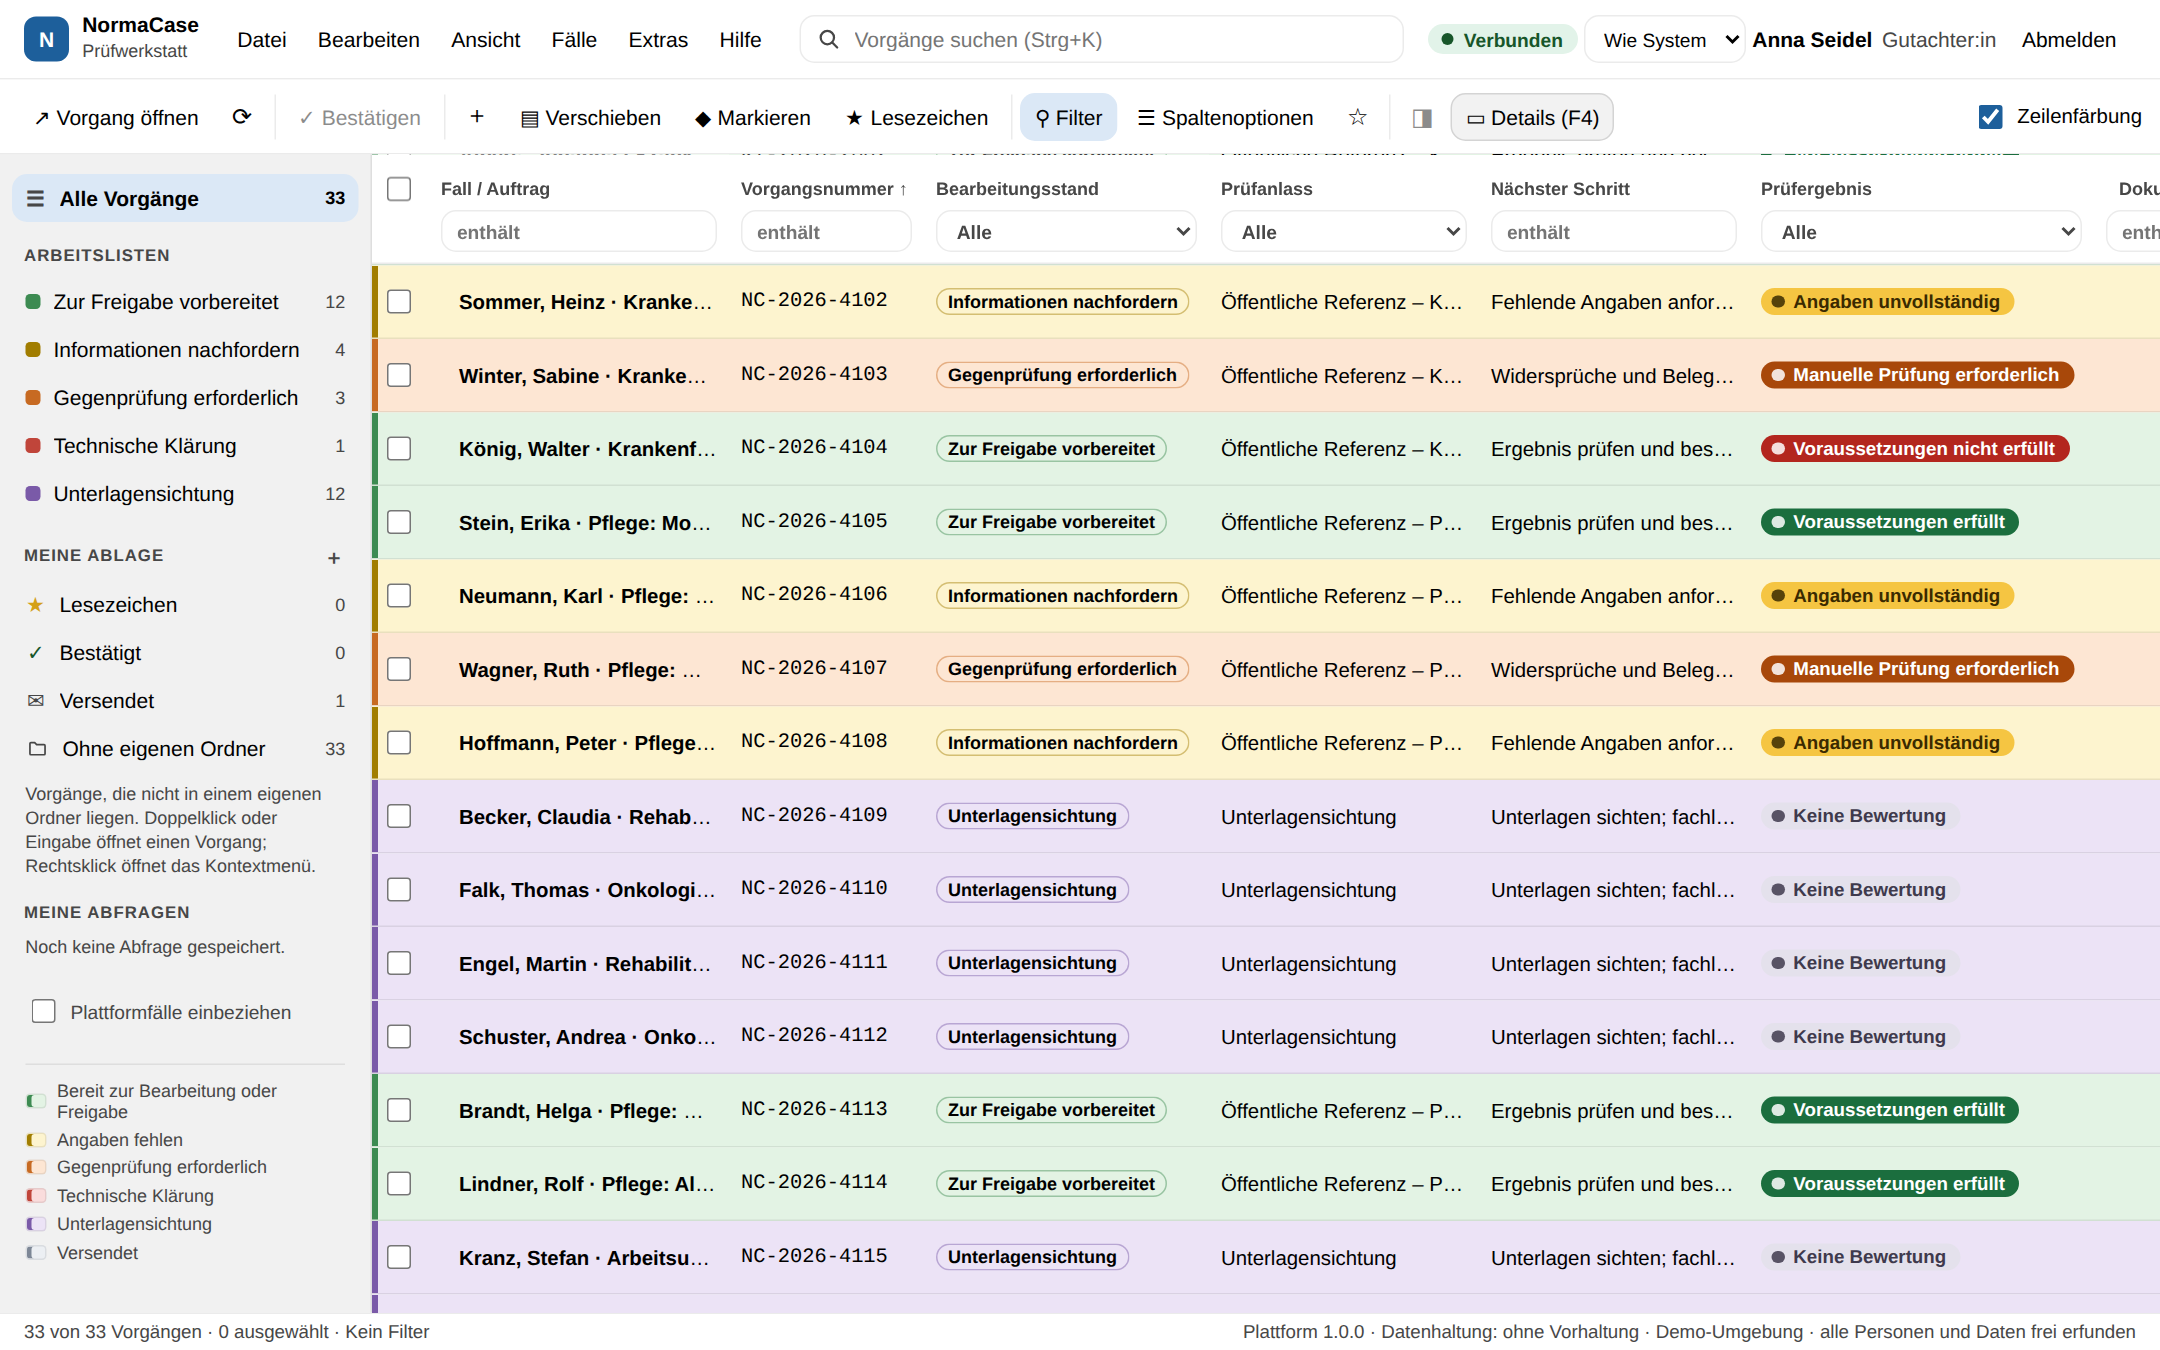 N NormaCase
Prüfwerkstatt
Datei Bearbeiten Ansicht Fälle Extras Hilfe
Vorgänge suchen (Strg+K)
Verbunden
Wie System
Anna Seidel Gutachter:in Abmelden
Vorgang öffnen
✓ Bestätigen
+
Verschieben
◆ Markieren
★ Lesezeichen
Filter
☰ Spaltenoptionen
☆
Details (F4)
Zeilenfärbung
☰ Alle Vorgänge 33
ARBEITSLISTEN
Zur Freigabe vorbereitet 12
Informationen nachfordern 4
Gegenprüfung erforderlich 3
Technische Klärung 1
Unterlagensichtung 12
MEINE ABLAGE +
★ Lesezeichen 0
✓ Bestätigt 0
✉ Versendet 1
Ohne eigenen Ordner 33
Vorgänge, die nicht in einem eigenen
Ordner liegen. Doppelklick oder
Eingabe öffnet einen Vorgang;
Rechtsklick öffnet das Kontextmenü.
MEINE ABFRAGEN
Noch keine Abfrage gespeichert.
Plattformfälle einbeziehen
Bereit zur Bearbeitung oder
Freigabe
Angaben fehlen
Gegenprüfung erforderlich
Technische Klärung
Unterlagensichtung
Versendet
Fall / Auftrag Vorgangsnummer ↑ Bearbeitungsstand Prüfanlass Nächster Schritt Prüfergebnis
enthält enthält Alle Alle enthält Alle
Sommer, Heinz · Kranke… NC-2026-4102 Informationen nachfordern Öffentliche Referenz – K… Fehlende Angaben anfor… Angaben unvollständig
Winter, Sabine · Kranke… NC-2026-4103 Gegenprüfung erforderlich Öffentliche Referenz – K… Widersprüche und Beleg… Manuelle Prüfung erforderlich
König, Walter · Krankenf… NC-2026-4104 Zur Freigabe vorbereitet Öffentliche Referenz – K… Ergebnis prüfen und bes… Voraussetzungen nicht erfüllt
Stein, Erika · Pflege: Mo… NC-2026-4105 Zur Freigabe vorbereitet Öffentliche Referenz – P… Ergebnis prüfen und bes… Voraussetzungen erfüllt
Neumann, Karl · Pflege: … NC-2026-4106 Informationen nachfordern Öffentliche Referenz – P… Fehlende Angaben anfor… Angaben unvollständig
Wagner, Ruth · Pflege: … NC-2026-4107 Gegenprüfung erforderlich Öffentliche Referenz – P… Widersprüche und Beleg… Manuelle Prüfung erforderlich
Hoffmann, Peter · Pflege… NC-2026-4108 Informationen nachfordern Öffentliche Referenz – P… Fehlende Angaben anfor… Angaben unvollständig
Becker, Claudia · Rehab… NC-2026-4109 Unterlagensichtung Unterlagensichtung Unterlagen sichten; fachl… Keine Bewertung
Falk, Thomas · Onkologi… NC-2026-4110 Unterlagensichtung Unterlagensichtung Unterlagen sichten; fachl… Keine Bewertung
Engel, Martin · Rehabilit… NC-2026-4111 Unterlagensichtung Unterlagensichtung Unterlagen sichten; fachl… Keine Bewertung
Schuster, Andrea · Onko… NC-2026-4112 Unterlagensichtung Unterlagensichtung Unterlagen sichten; fachl… Keine Bewertung
Brandt, Helga · Pflege: … NC-2026-4113 Zur Freigabe vorbereitet Öffentliche Referenz – P… Ergebnis prüfen und bes… Voraussetzungen erfüllt
Lindner, Rolf · Pflege: Al… NC-2026-4114 Zur Freigabe vorbereitet Öffentliche Referenz – P… Ergebnis prüfen und bes… Voraussetzungen erfüllt
Kranz, Stefan · Arbeitsu… NC-2026-4115 Unterlagensichtung Unterlagensichtung Unterlagen sichten; fachl… Keine Bewertung
33 von 33 Vorgängen · 0 ausgewählt · Kein Filter
Plattform 1.0.0 · Datenhaltung: ohne Vorhaltung · Demo-Umgebung · alle Personen und Daten frei erfunden